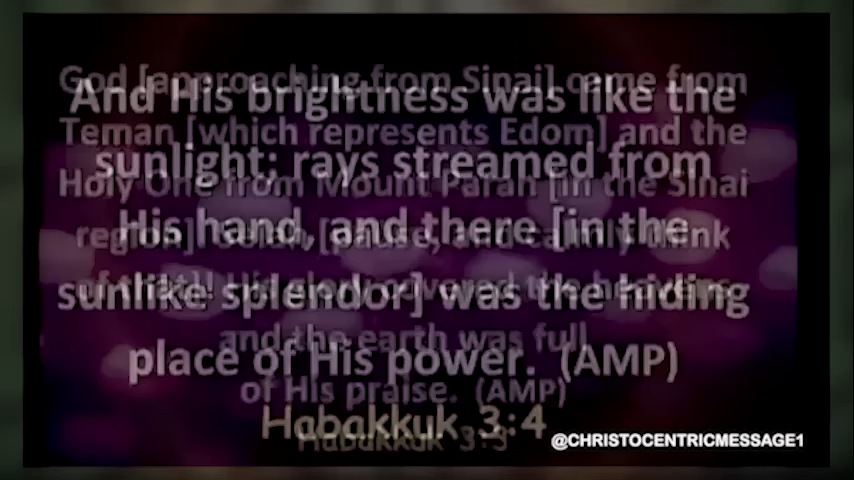 And His brightness was like the
sunlight; rays streamed from
His hand, and there [in the
sunlike splendor] was the hiding
place of His power. (AMP)
Habakkuk 3:4
God [approaching from Sinai] came from
Teman [which represents Edom] and the
Holy One from Mount Paran [in the Sinai
region]. Selah [pause, and calmly think
of that]! His glory covered the heavens
and the earth was full
of His praise. (AMP)
Habakkuk 3:3
@CHRISTOCENTRICMESSAGE1